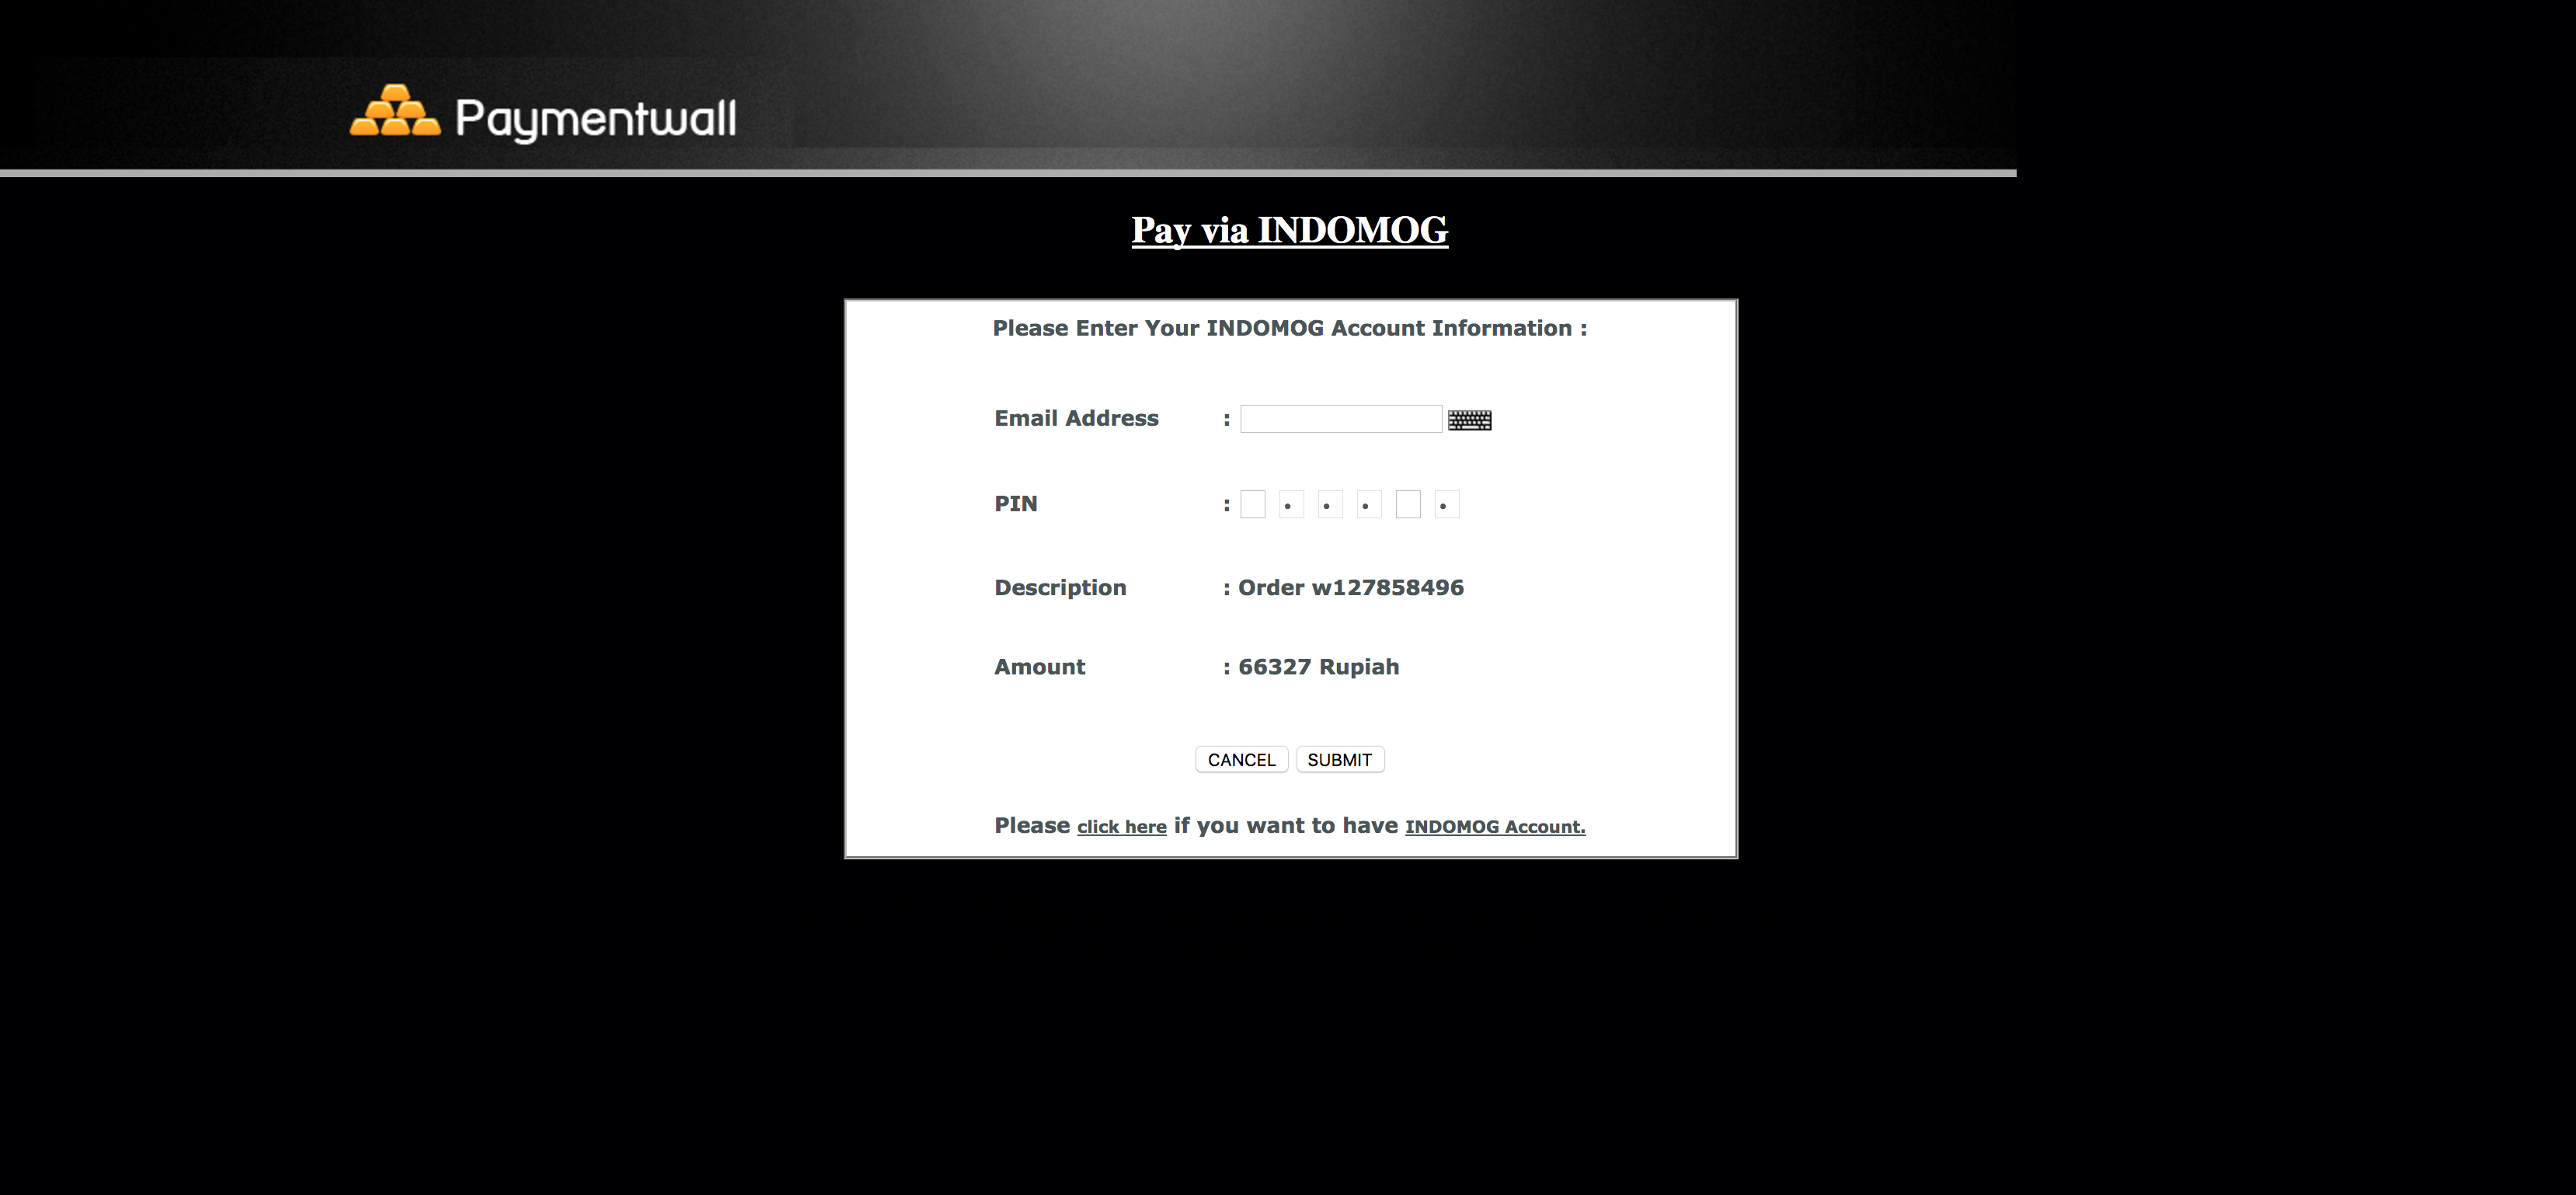 Paymentwall
Pay via INDOMOG
Please Enter Your INDOMOG Account Information :
Email Address :
PIN : • • • •
Description : Order w127858496
Amount : 66327 Rupiah
CANCEL SUBMIT
Please click here if you want to have INDOMOG Account.